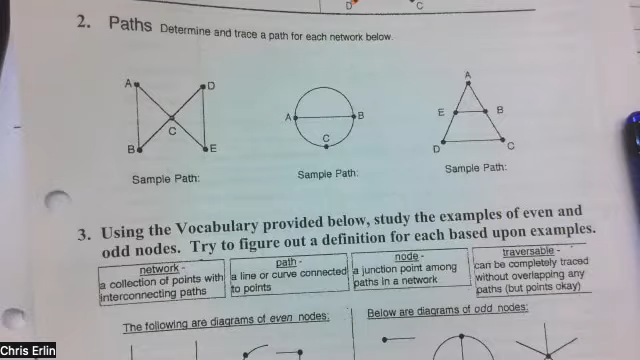 D C
2. Paths Determine and trace a path for each network below.
A D
C
B E
Sample Path:
A B
C
Sample Path:
A
E B
D C
Sample Path:
3. Using the Vocabulary provided below, study the examples of even and
odd nodes. Try to figure out a definition for each based upon examples.
network -
a collection of points with
interconnecting paths
path -
a line or curve connected
to points
node -
a junction point among
paths in a network
traversable -
can be completely traced
without overlapping any
paths (but points okay)
The following are diagrams of even nodes:
Below are diagrams of odd nodes:
Chris Erlin